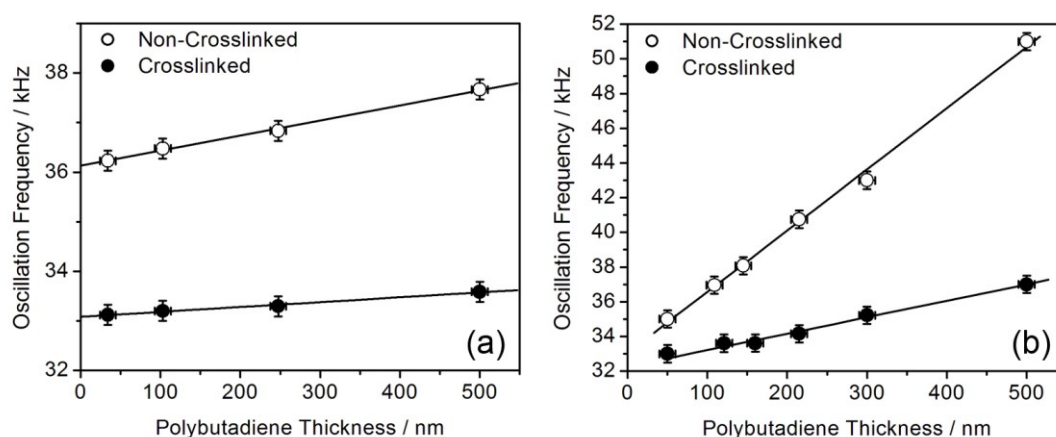 Non-Crosslinked
Crosslinked
38
36
34
32
0 100 200 300 400 500
Oscillation Frequency / kHz
Polybutadiene Thickness / nm
(a)
Non-Crosslinked
Crosslinked
52
50
48
46
44
42
40
38
36
34
32
0 100 200 300 400 500
Oscillation Frequency / kHz
Polybutadiene Thickness / nm
(b)